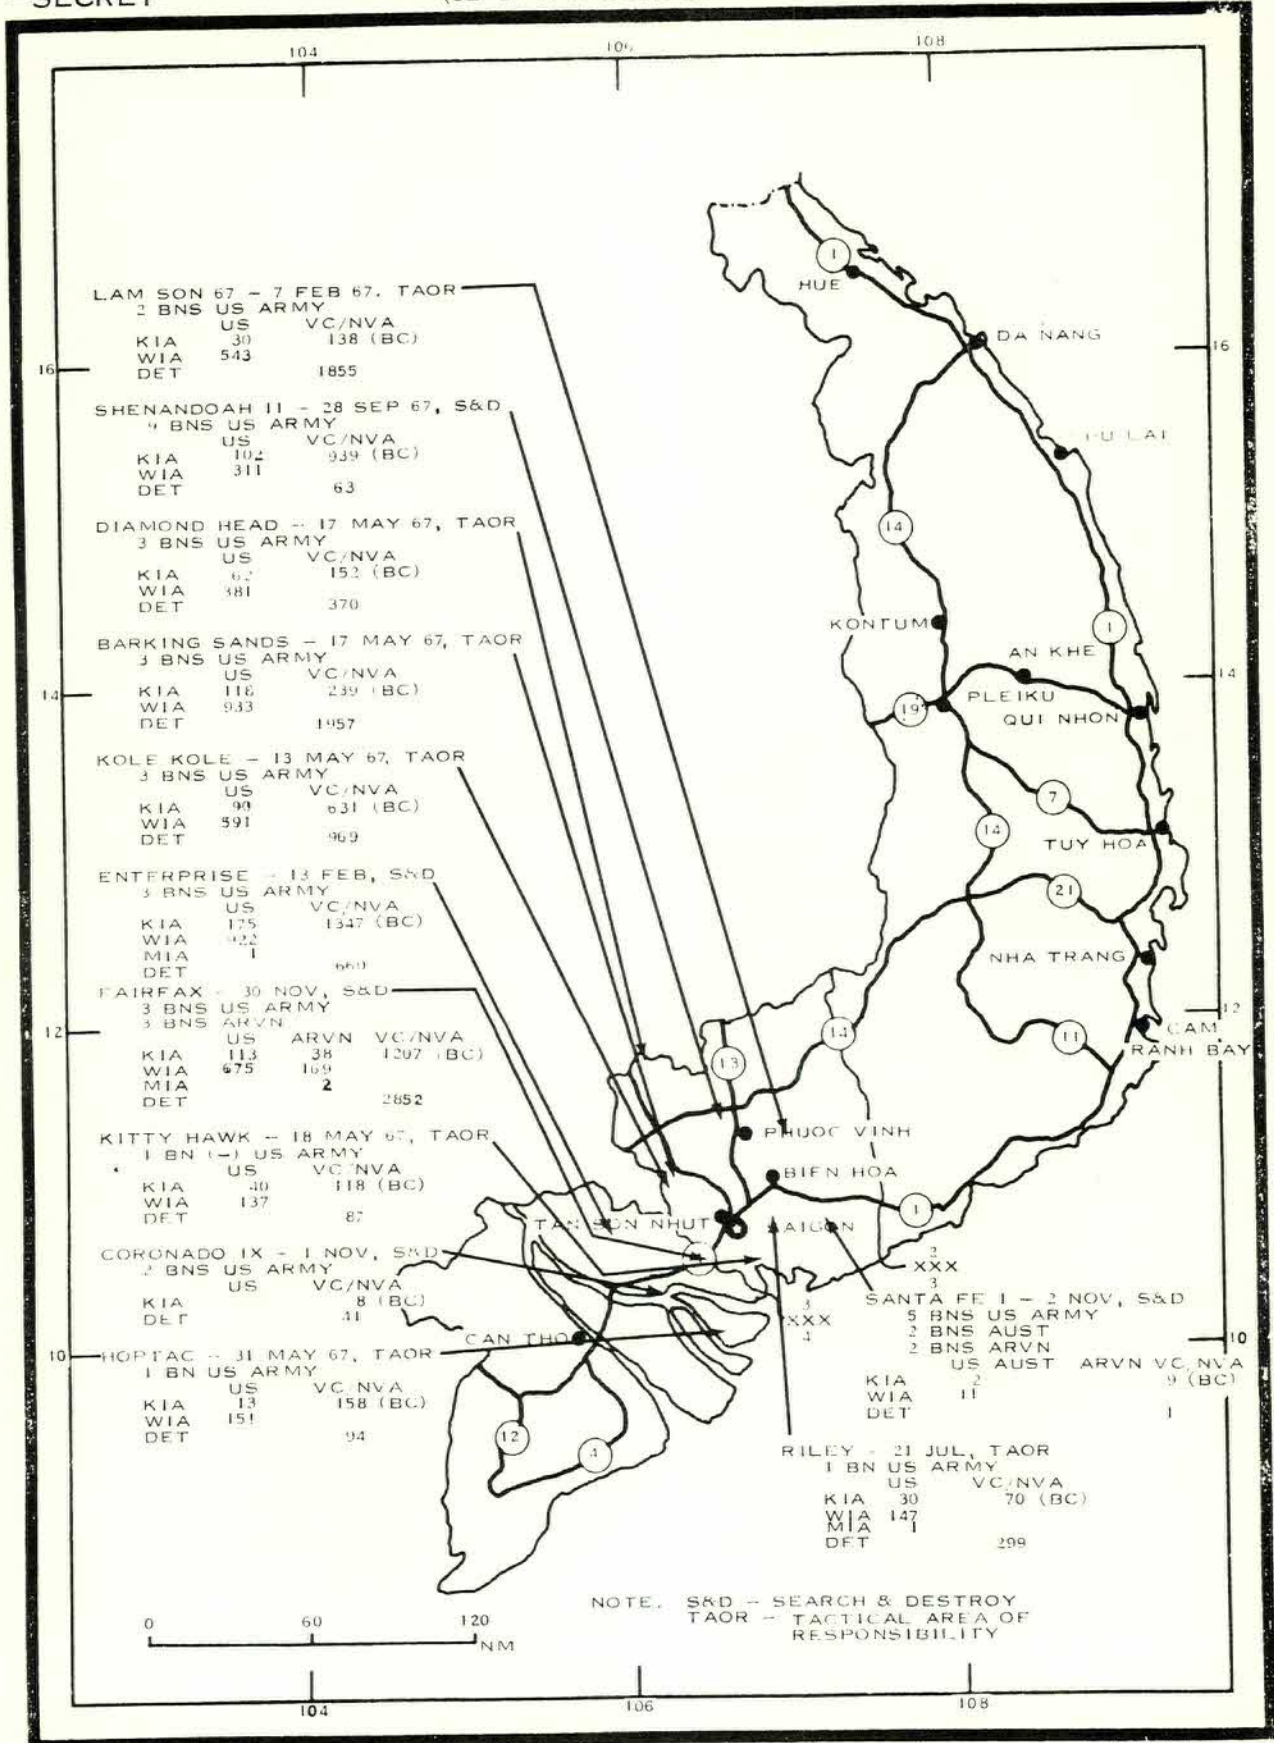 SECRET
104 106 108
LAM SON 67 - 7 FEB 67. TAOR
2 BNS US ARMY
US VC/NVA
KIA 30 138 (BC)
WIA 543
DET 1855
SHENANDOAH II - 28 SEP 67, S&D
9 BNS US ARMY
US VC/NVA
KIA 102 939 (BC)
WIA 311
DET 63
DIAMOND HEAD -- 17 MAY 67, TAOR
3 BNS US ARMY
US VC/NVA
KIA 62 152 (BC)
WIA 381
DET 370
BARKING SANDS - 17 MAY 67, TAOR
3 BNS US ARMY
US VC/NVA
KIA 116 239 (BC)
WIA 933
DET 1957
KOLE KOLE - 13 MAY 67, TAOR
3 BNS US ARMY
US VC/NVA
KIA 90 631 (BC)
WIA 591
DET 969
ENTERPRISE - 13 FEB, S&D
3 BNS US ARMY
US VC/NVA
KIA 175 1347 (BC)
WIA 922
MIA 1
DET
FAIRFAX - 30 NOV, S&D
3 BNS US ARMY
3 BNS ARVN
US ARVN VC/NVA
KIA 113 38 1207 (BC)
WIA 675 169
MIA 2
DET 2852
KITTY HAWK - 18 MAY 67, TAOR
1 BN (-) US ARMY
US VC/NVA
KIA 118 (BC)
WIA 137
DET 87
CORONADO IX - 1 NOV, S&D
2 BNS US ARMY
US VC/NVA
KIA 8 (BC)
DET 41
HOPTAC - 31 MAY 67, TAOR
1 BN US ARMY
US VC/NVA
KIA 13 158 (BC)
WIA 151
DET 94
1
HUE
DA NANG
16 16
LAI
14
KONTUM
1
AN KHE
14 14
PLEIKU
19
QUI NHON
7
14
TUY HOA
21
NHA TRANG
12 12
14
11
CAM
RANH BAY
13
PHUOC VINH
BIEN HOA
1
TAN SON NHUT
SAIGON
2
XXX
3
3
XXX
4
SANTA FE I - 2 NOV, S&D
5 BNS US ARMY
2 BNS AUST
2 BNS ARVN
US AUST ARVN VC/NVA
KIA 2 9 (BC)
WIA 11
DET 1
CAN THO
10 10
12
4
RILEY - 21 JUL, TAOR
1 BN US ARMY
US VC/NVA
KIA 30 70 (BC)
WIA 147
MIA 1
DET 299
NOTE. S&D - SEARCH & DESTROY
TAOR - TACTICAL AREA OF
RESPONSIBILITY
0 60 120
NM
104 106 108